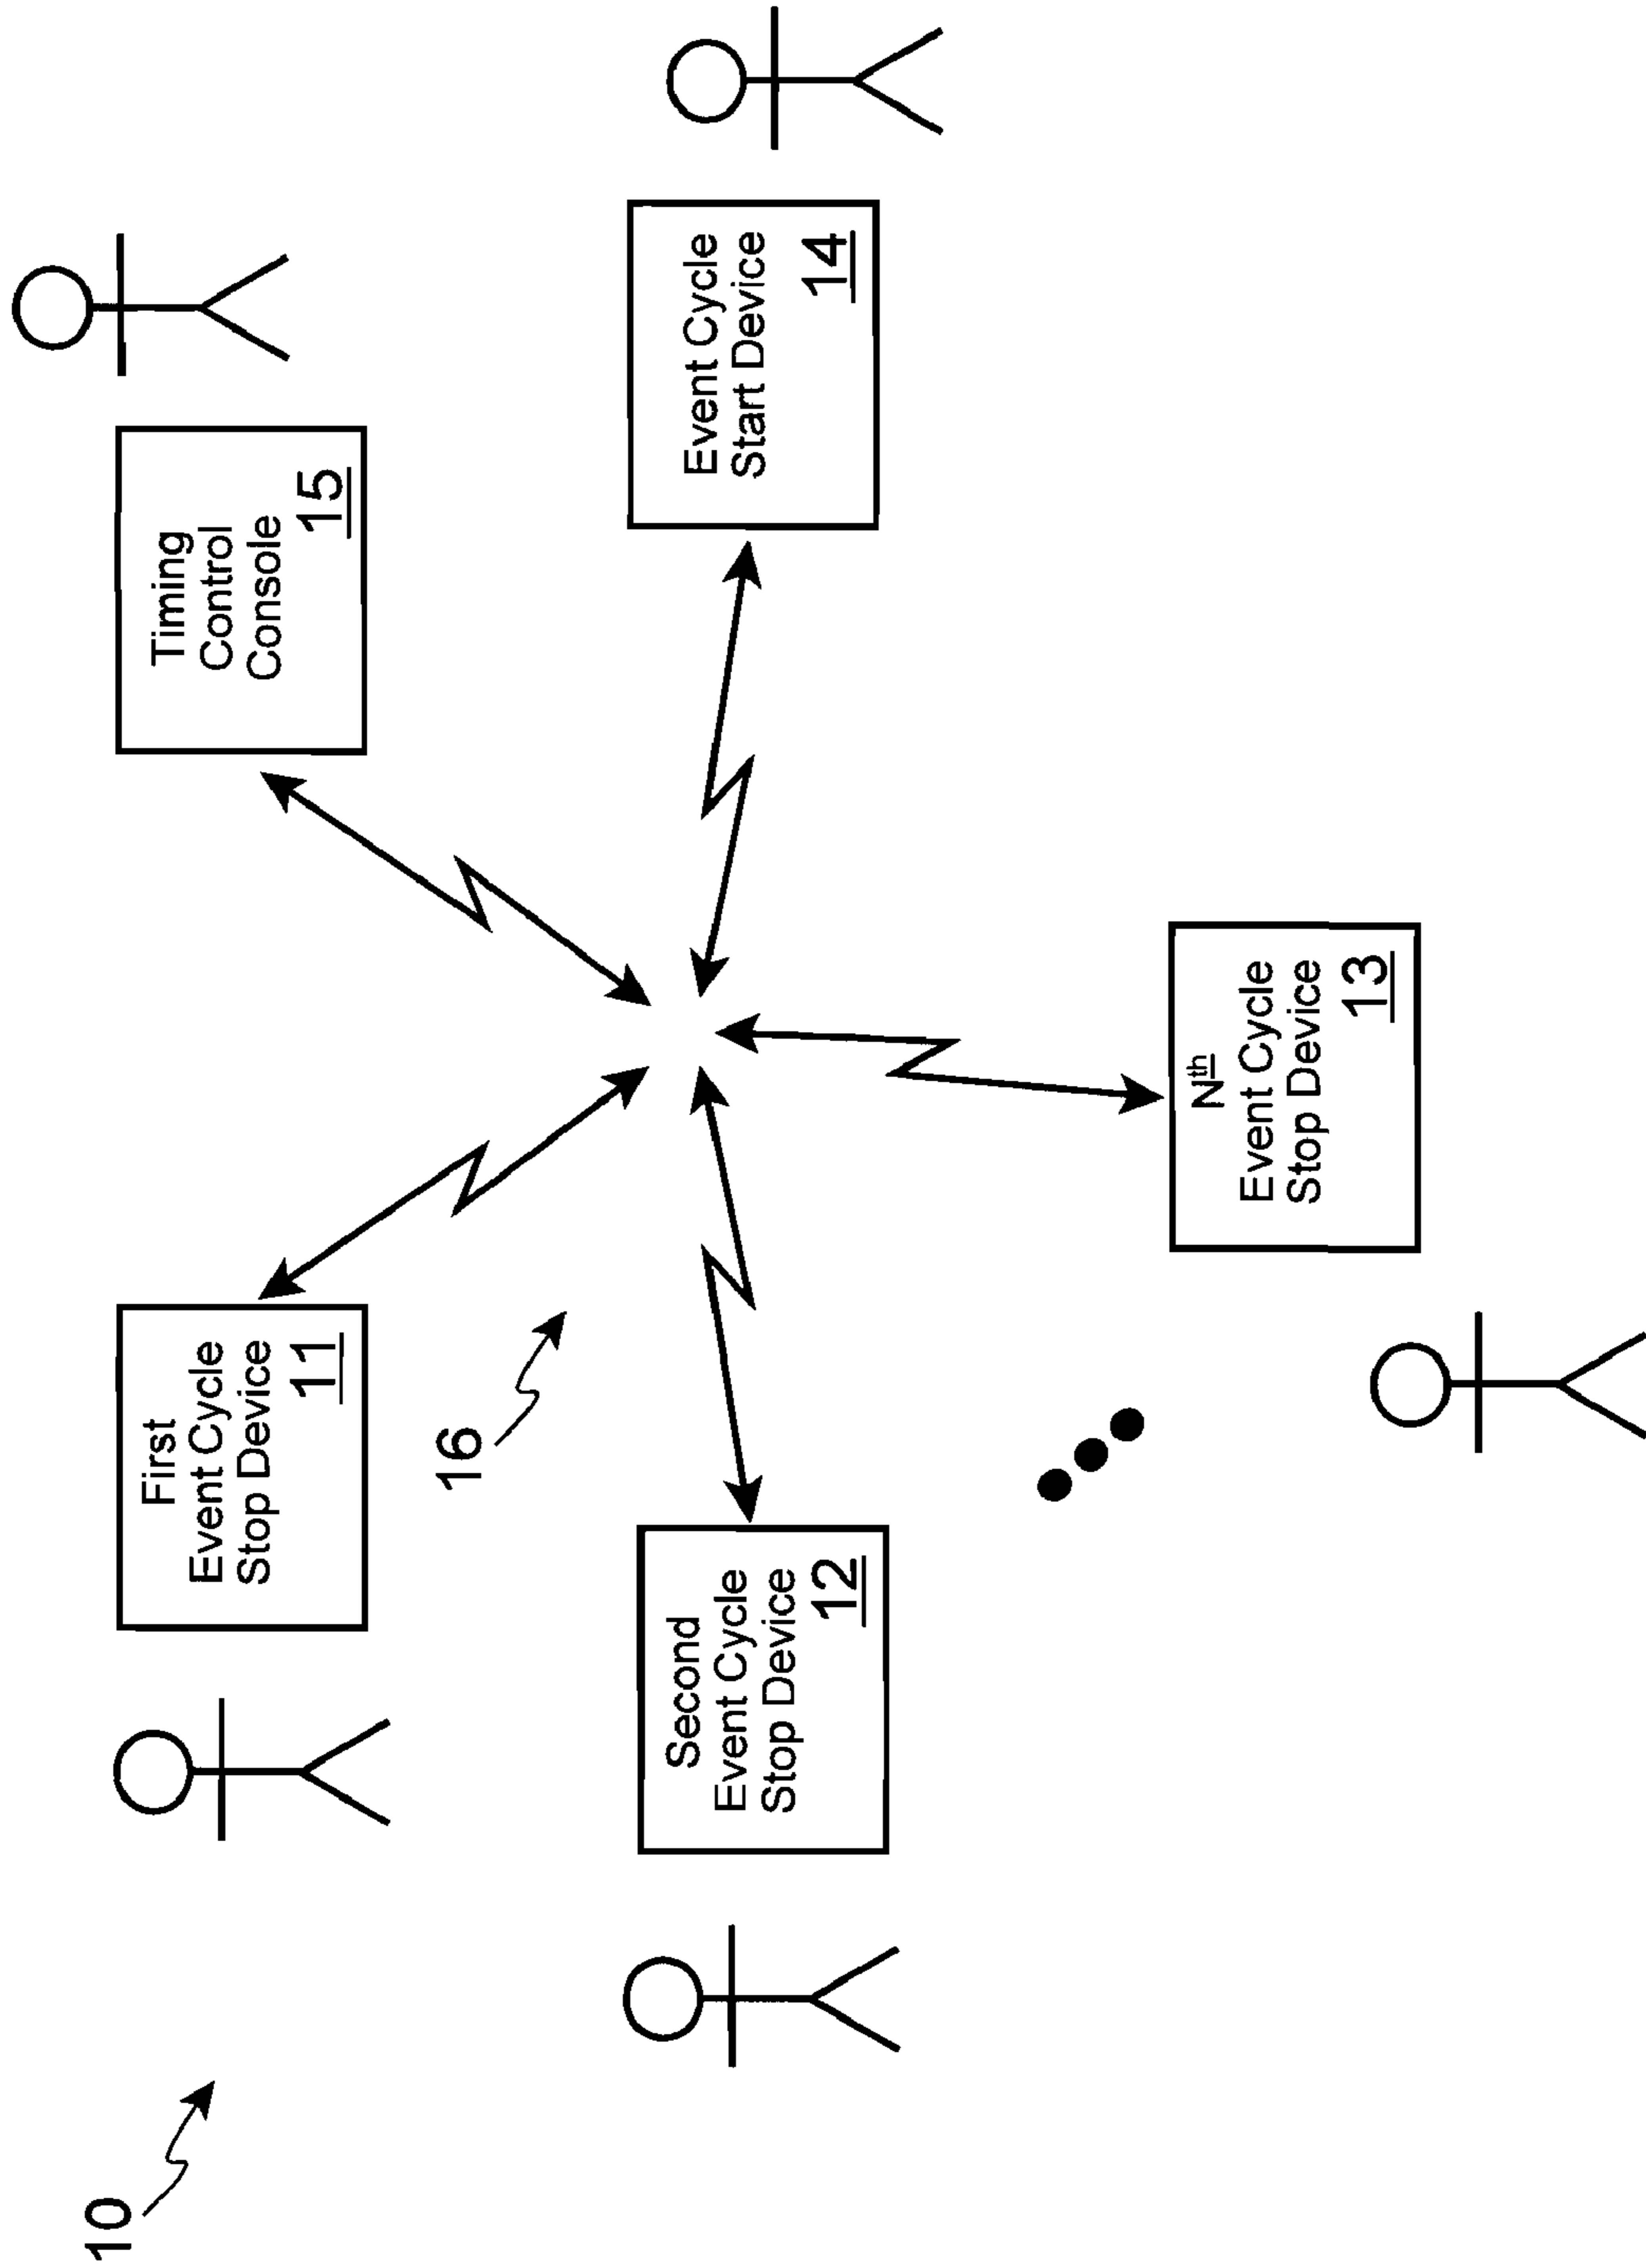 10
First
Event Cycle
Stop Device
11
Timing
Control
Console
15
16
Second
Event Cycle
Stop Device
12
Event Cycle
Start Device
14
Nth
Event Cycle
Stop Device
13